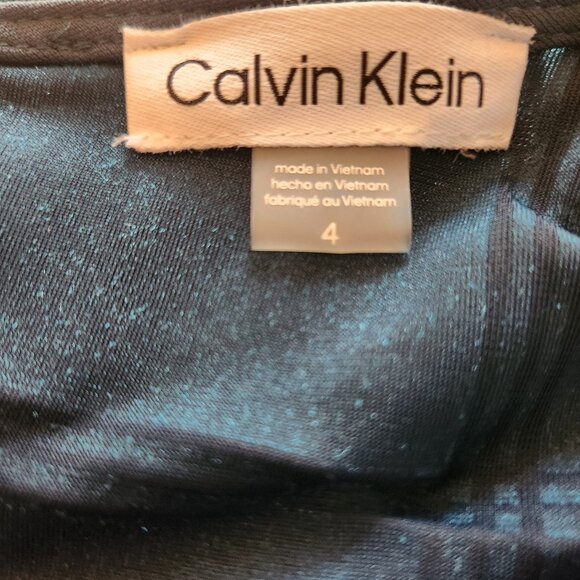 Calvin Klein
made in Vietnam
hecho en Vietnam
fabriqué au Vietnam
4